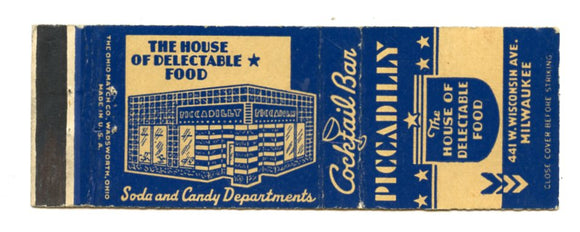 THE OHIO MATCH CO. WADSWORTH, OHIO
MADE IN U.S.A.
THE HOUSE
OF DELECTABLE ★
FOOD
PICCADILLY
PICCADILLY
Soda and Candy Departments
Cocktail Bar
PICCADILLY
The
HOUSE OF
DELECTABLE
FOOD
441 W. WISCONSIN AVE.
MILWAUKEE
CLOSE COVER BEFORE STRIKING